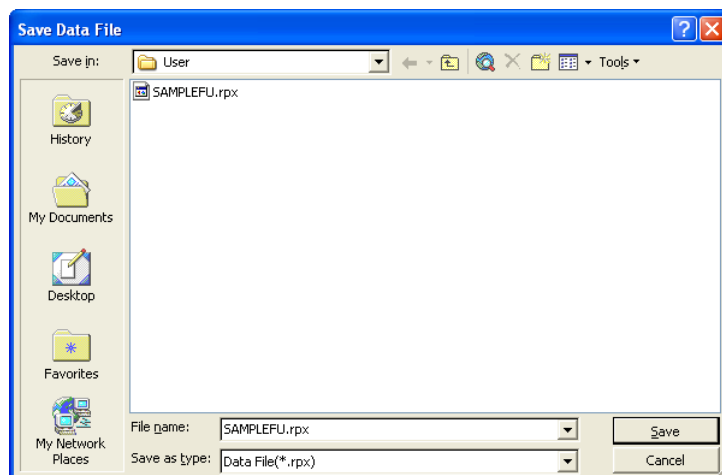 Save Data File
Save in:
User
Tools
SAMPLEFU.rpx
History
My Documents
Desktop
Favorites
My Network
Places
File name:
SAMPLEFU.rpx
Save
Save as type:
Data File(*.rpx)
Cancel